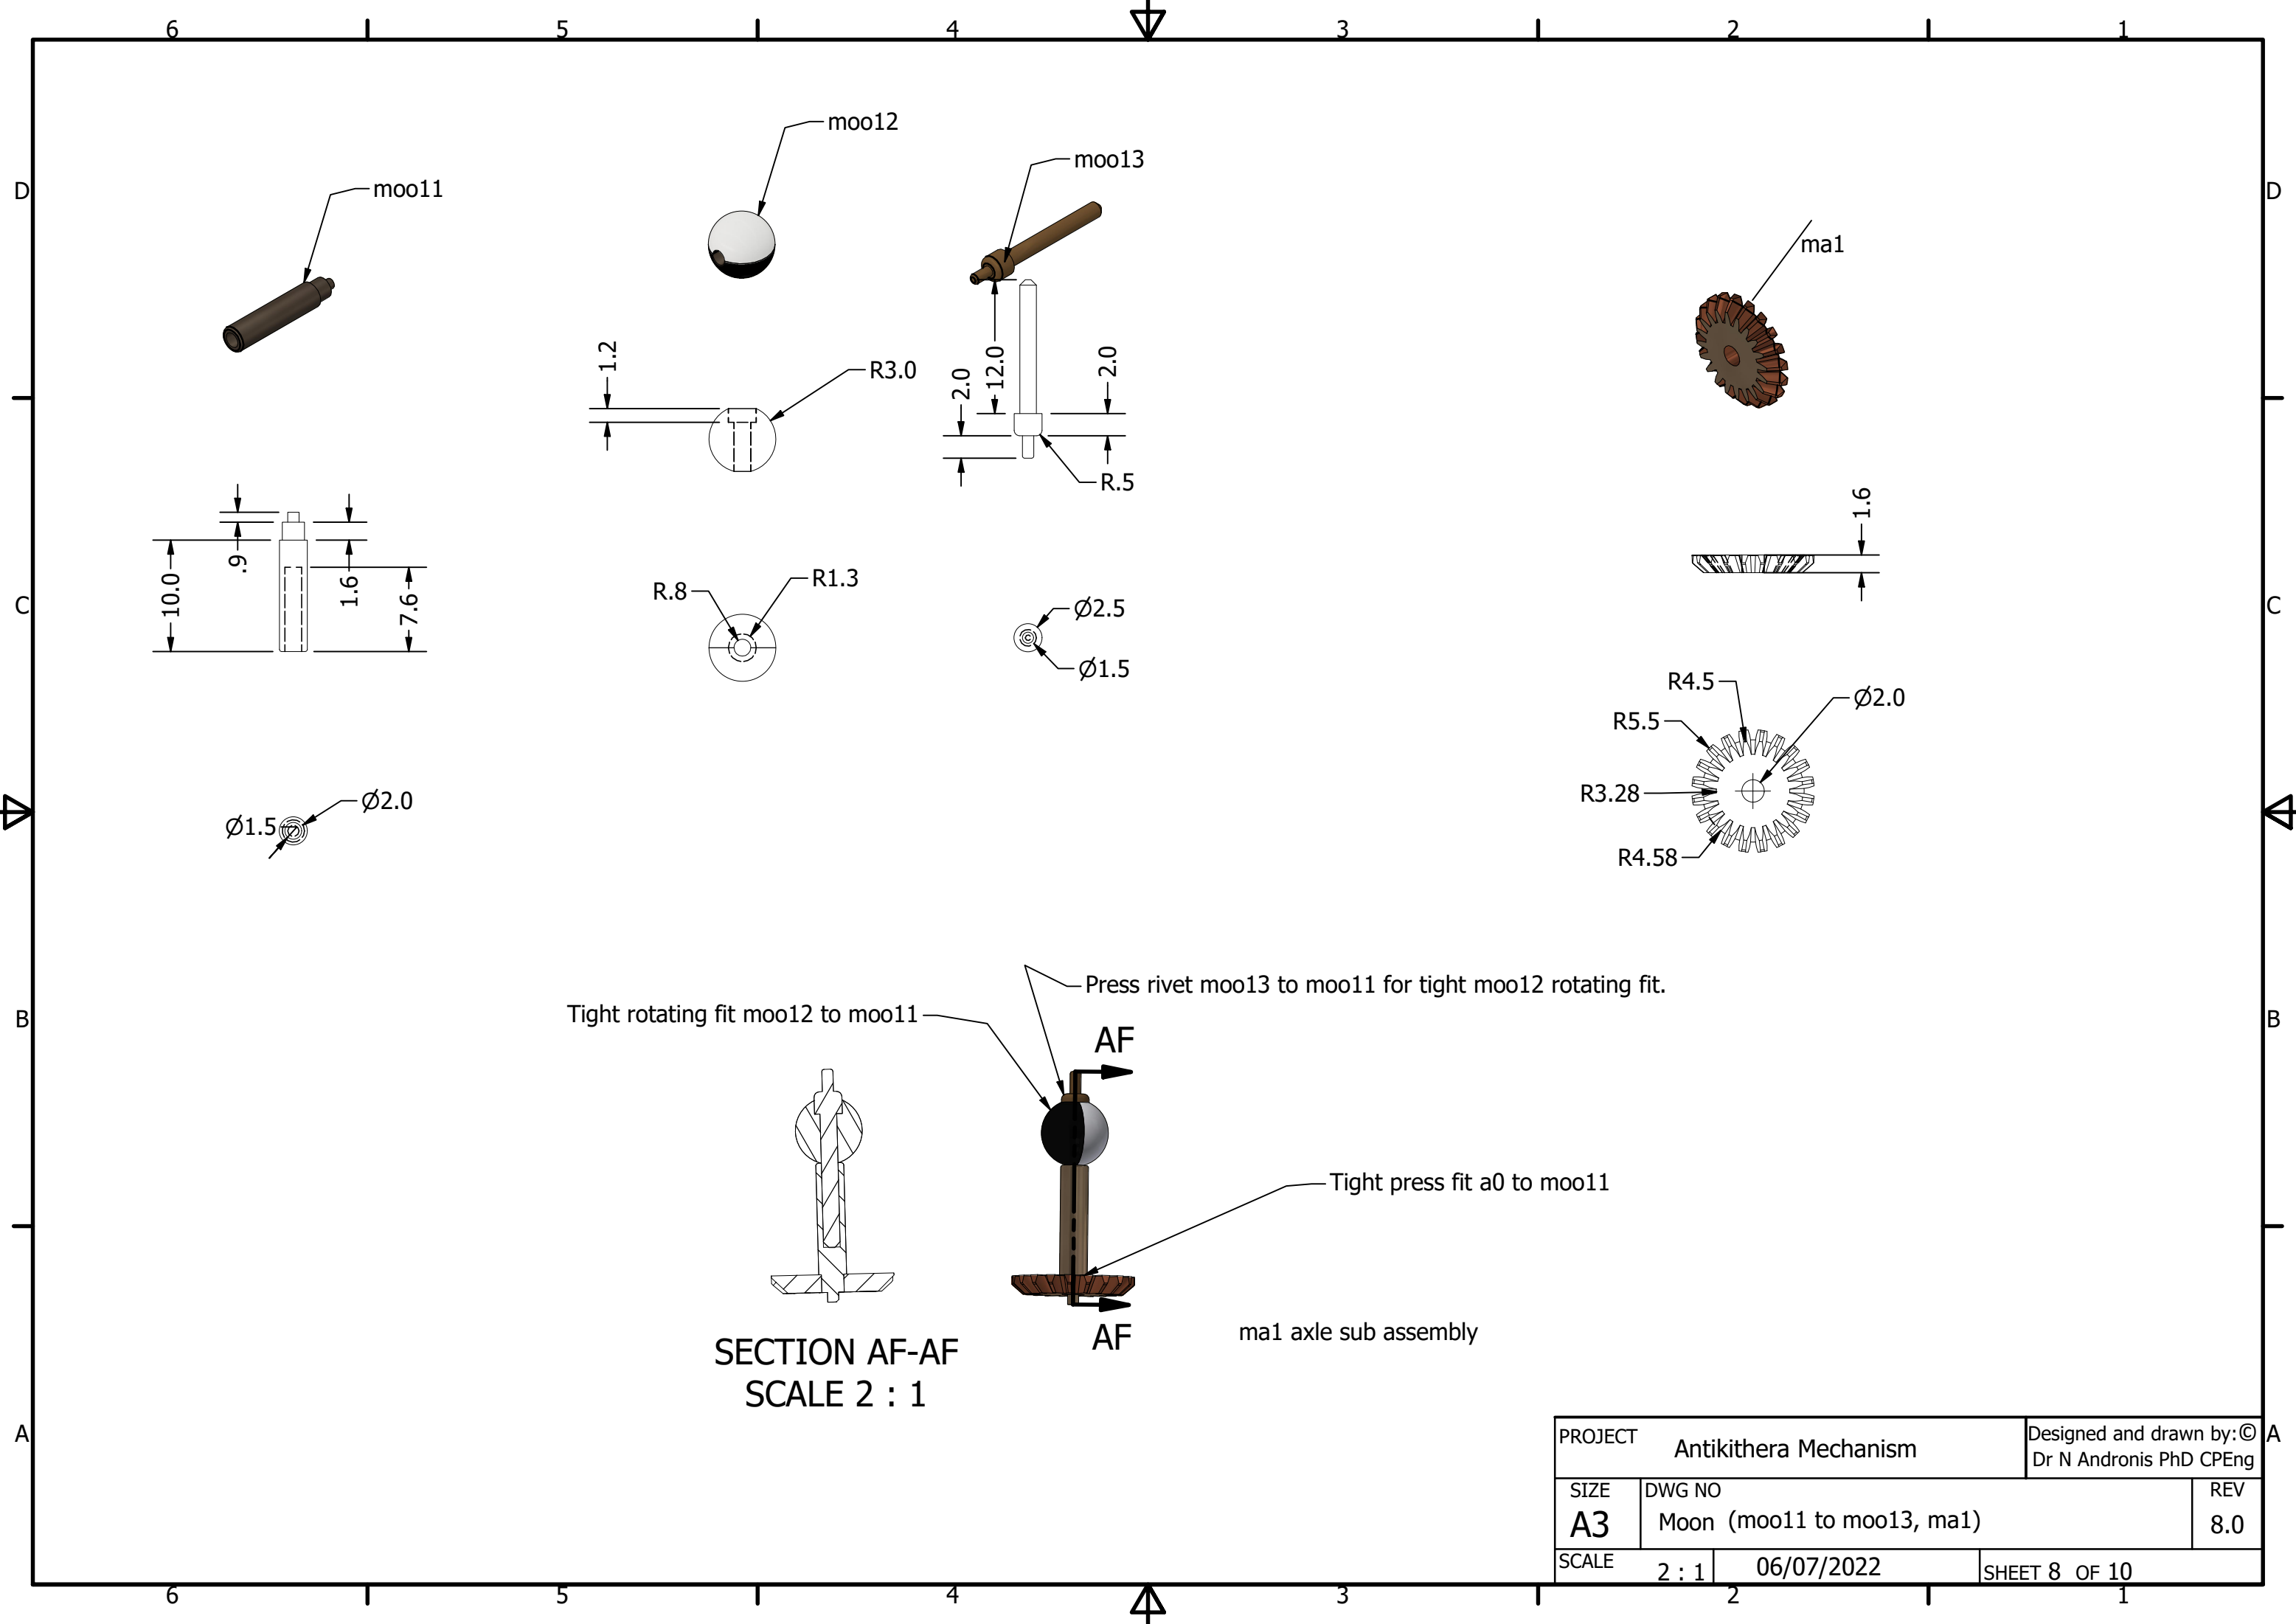 6 5 4 3 2 1
D D
C C
B B
A A
moo11
moo12
moo13
ma1
1.2
R3.0
2.0
12.0
2.0
R.5
.9
10.0
1.6
7.6
R.8
R1.3
Ø2.5
Ø1.5
1.6
Ø1.5
Ø2.0
R4.5
R5.5
Ø2.0
R3.28
R4.58
Press rivet moo13 to moo11 for tight moo12 rotating fit.
Tight rotating fit moo12 to moo11
AF
Tight press fit a0 to moo11
AF
ma1 axle sub assembly
SECTION AF-AF
SCALE 2 : 1
PROJECT
Antikithera Mechanism
Designed and drawn by:©
Dr N Andronis PhD CPEng
SIZE
A3
DWG NO
Moon (moo11 to moo13, ma1)
REV
8.0
SCALE
2 : 1
06/07/2022
SHEET 8 OF 10
6 5 4 3 2 1